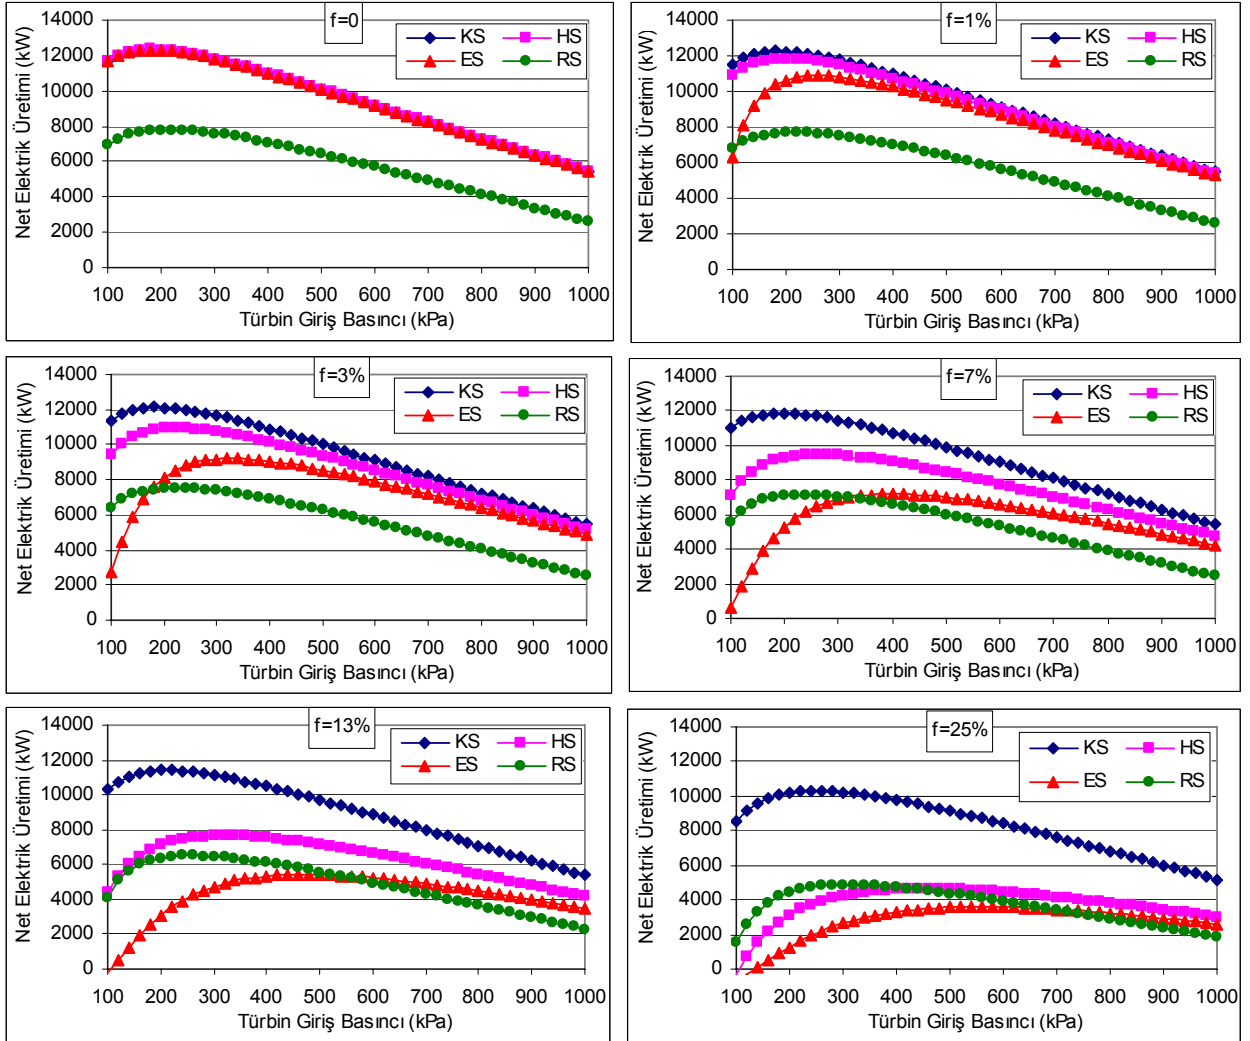 f=0
KS HS
ES RS
Net Elektrik Üretimi (kW)
14000
12000
10000
8000
6000
4000
2000
0
100 200 300 400 500 600 700 800 900 1000
Türbin Giriş Basıncı (kPa)
f=1%
KS HS
ES RS
Net Elektrik Üretimi (kW)
14000
12000
10000
8000
6000
4000
2000
0
100 200 300 400 500 600 700 800 900 1000
Türbin Giriş Basıncı (kPa)
f=3%
KS HS
ES RS
Net Elektrik Üretimi (kW)
14000
12000
10000
8000
6000
4000
2000
0
100 200 300 400 500 600 700 800 900 1000
Türbin Giriş Basıncı (kPa)
f=7%
KS HS
ES RS
Net Elektrik Üretimi (kW)
14000
12000
10000
8000
6000
4000
2000
0
100 200 300 400 500 600 700 800 900 1000
Türbin Giriş Basıncı (kPa)
f=13%
KS HS
ES RS
Net Elektrik Üretimi (kW)
14000
12000
10000
8000
6000
4000
2000
0
100 200 300 400 500 600 700 800 900 1000
Türbin Giriş Basıncı (kPa)
f=25%
KS HS
ES RS
Net Elektrik Üretimi (kW)
14000
12000
10000
8000
6000
4000
2000
0
100 200 300 400 500 600 700 800 900 1000
Türbin Giriş Basıncı (kPa)